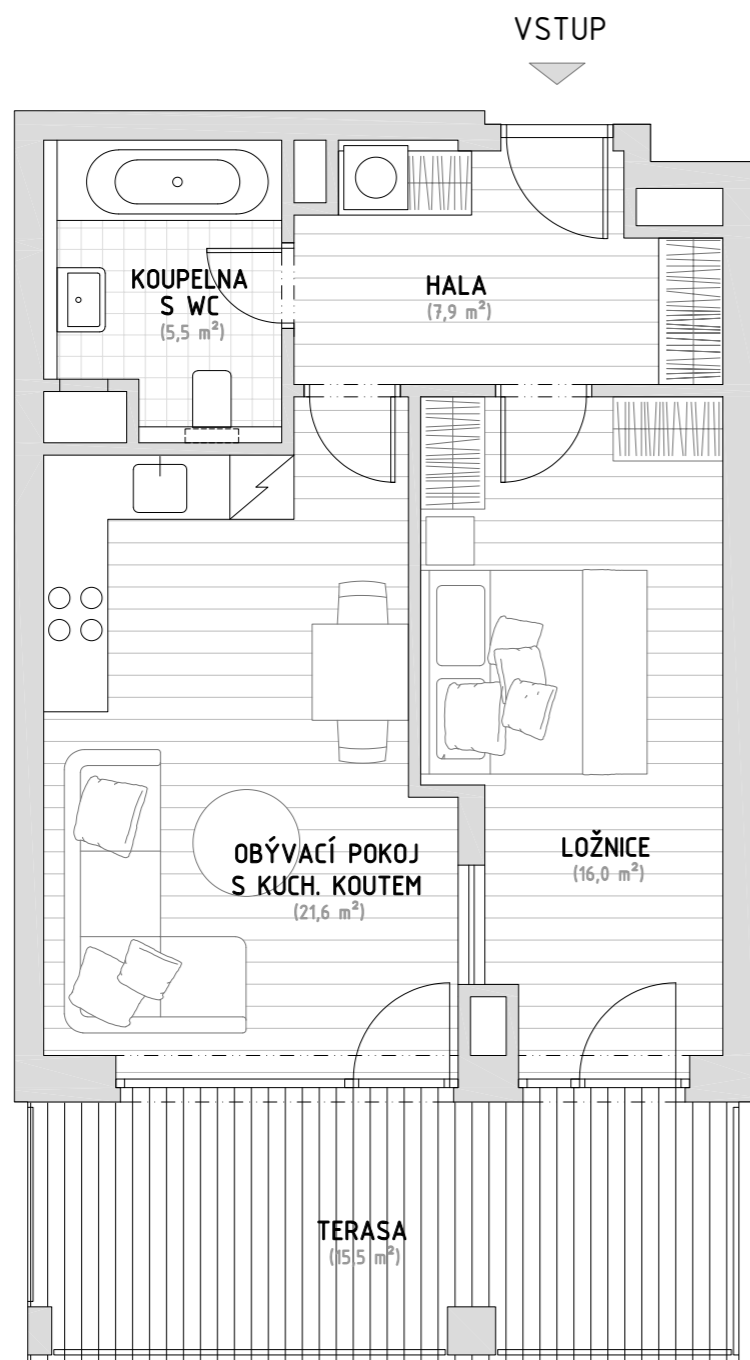 VSTUP
KOUPELNA
S WC
(5,5 m²)
HALA
(7,9 m²)
OBÝVACÍ POKOJ
S KUCH. KOUTEM
(21,6 m²)
LOŽNICE
(16,0 m²)
TERASA
(15,5 m²)